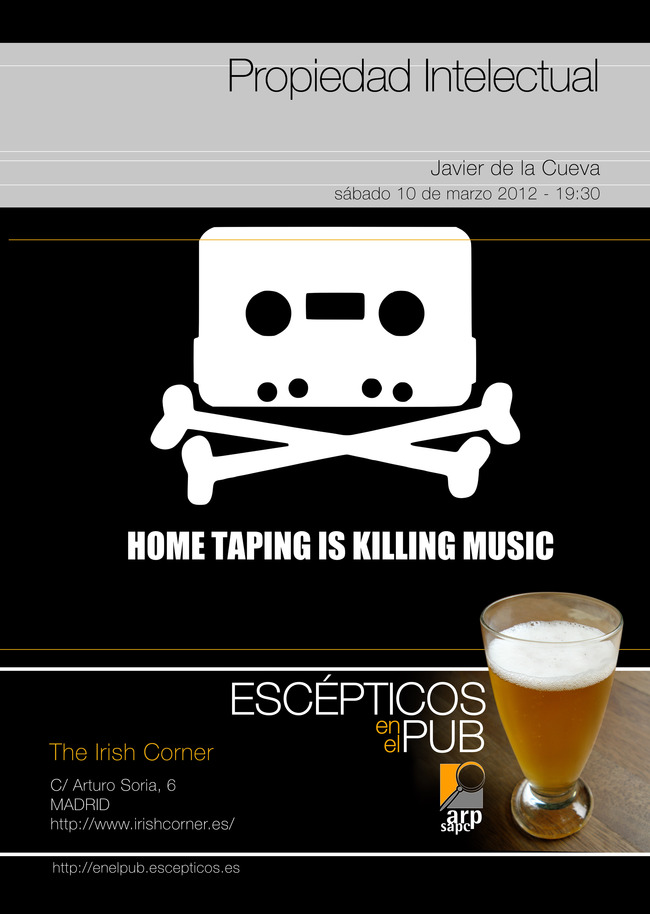 Propiedad Intelectual
Javier de la Cueva
sábado 10 de marzo 2012 - 19:30
HOME TAPING IS KILLING MUSIC
ESCÉPTICOS
en el PUB
The Irish Corner
C/ Arturo Soria, 6
MADRID
http://www.irishcorner.es/
arp
sapc
http://enelpub.escepticos.es